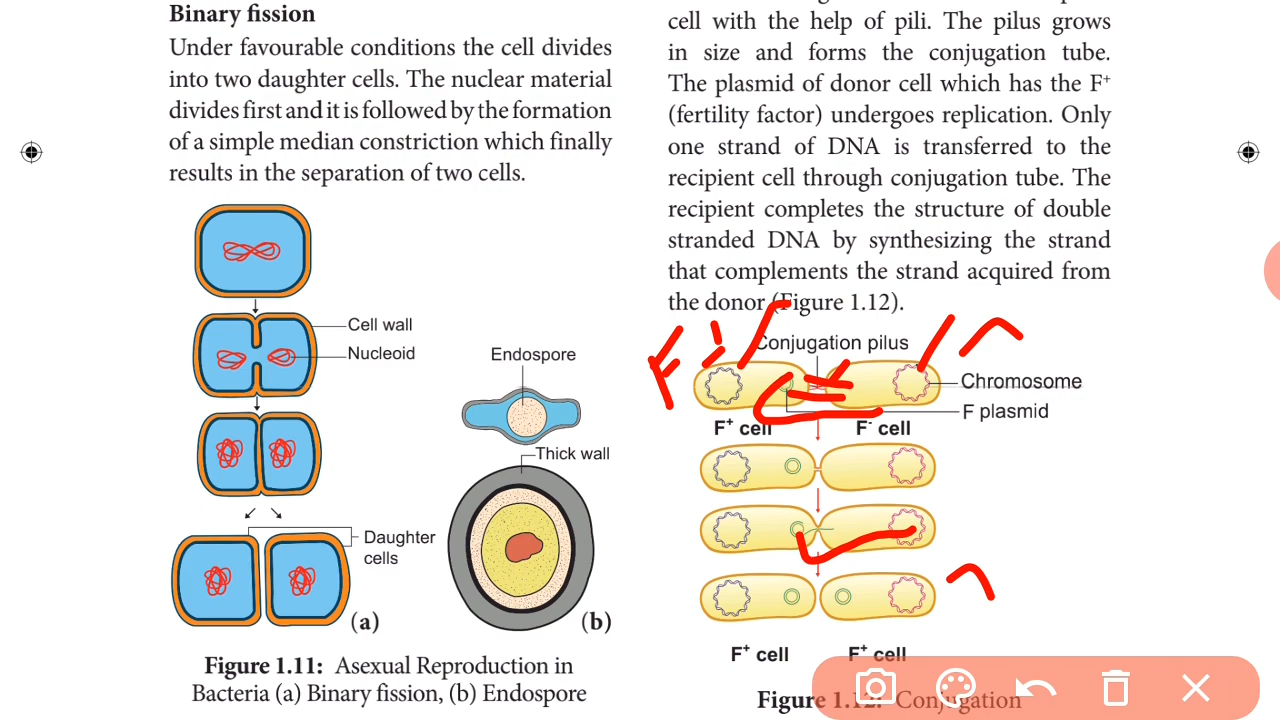 Binary fission
Under favourable conditions the cell divides
into two daughter cells. The nuclear material
divides first and it is followed by the formation
of a simple median constriction which finally
results in the separation of two cells.
Cell wall
Nucleoid
Endospore
Thick wall
Daughter
cells
(a)
(b)
Figure 1.11: Asexual Reproduction in
Bacteria (a) Binary fission, (b) Endospore
cell with the help of pili. The pilus grows
in size and forms the conjugation tube.
The plasmid of donor cell which has the F⁺
(fertility factor) undergoes replication. Only
one strand of DNA is transferred to the
recipient cell through conjugation tube. The
recipient completes the structure of double
stranded DNA by synthesizing the strand
that complements the strand acquired from
the donor (Figure 1.12).
Conjugation pilus
Chromosome
F plasmid
F⁺ cell
F⁻ cell
F⁺ cell
F⁺ cell
Figure 1.12: Conjugation